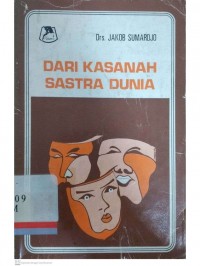 Drs. JAKOB SUMARDJO
DARI KASANAH
SASTRA DUNIA
09
M